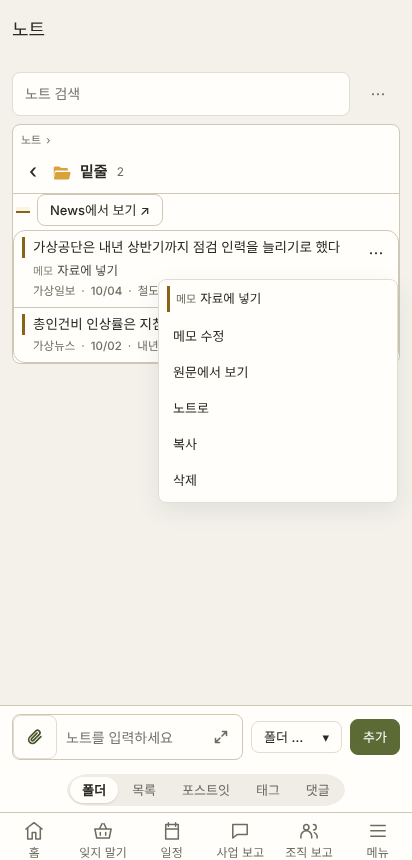 노트
노트 검색
노트 ›
밑줄 2
News에서 보기 ↗
가상공단은 내년 상반기까지 점검 인력을 늘리기로 했다
메모 자료에 넣기
가상일보 · 10/04 · 철도
총인건비 인상률은 지침
가상뉴스 · 10/02 · 내년
메모 자료에 넣기
메모 수정
원문에서 보기
노트로
복사
삭제
노트를 입력하세요
폴더 ... ▾
추가
폴더 목록 포스트잇 태그 댓글
홈 잊지 말기 일정 사업 보고 조직 보고 메뉴